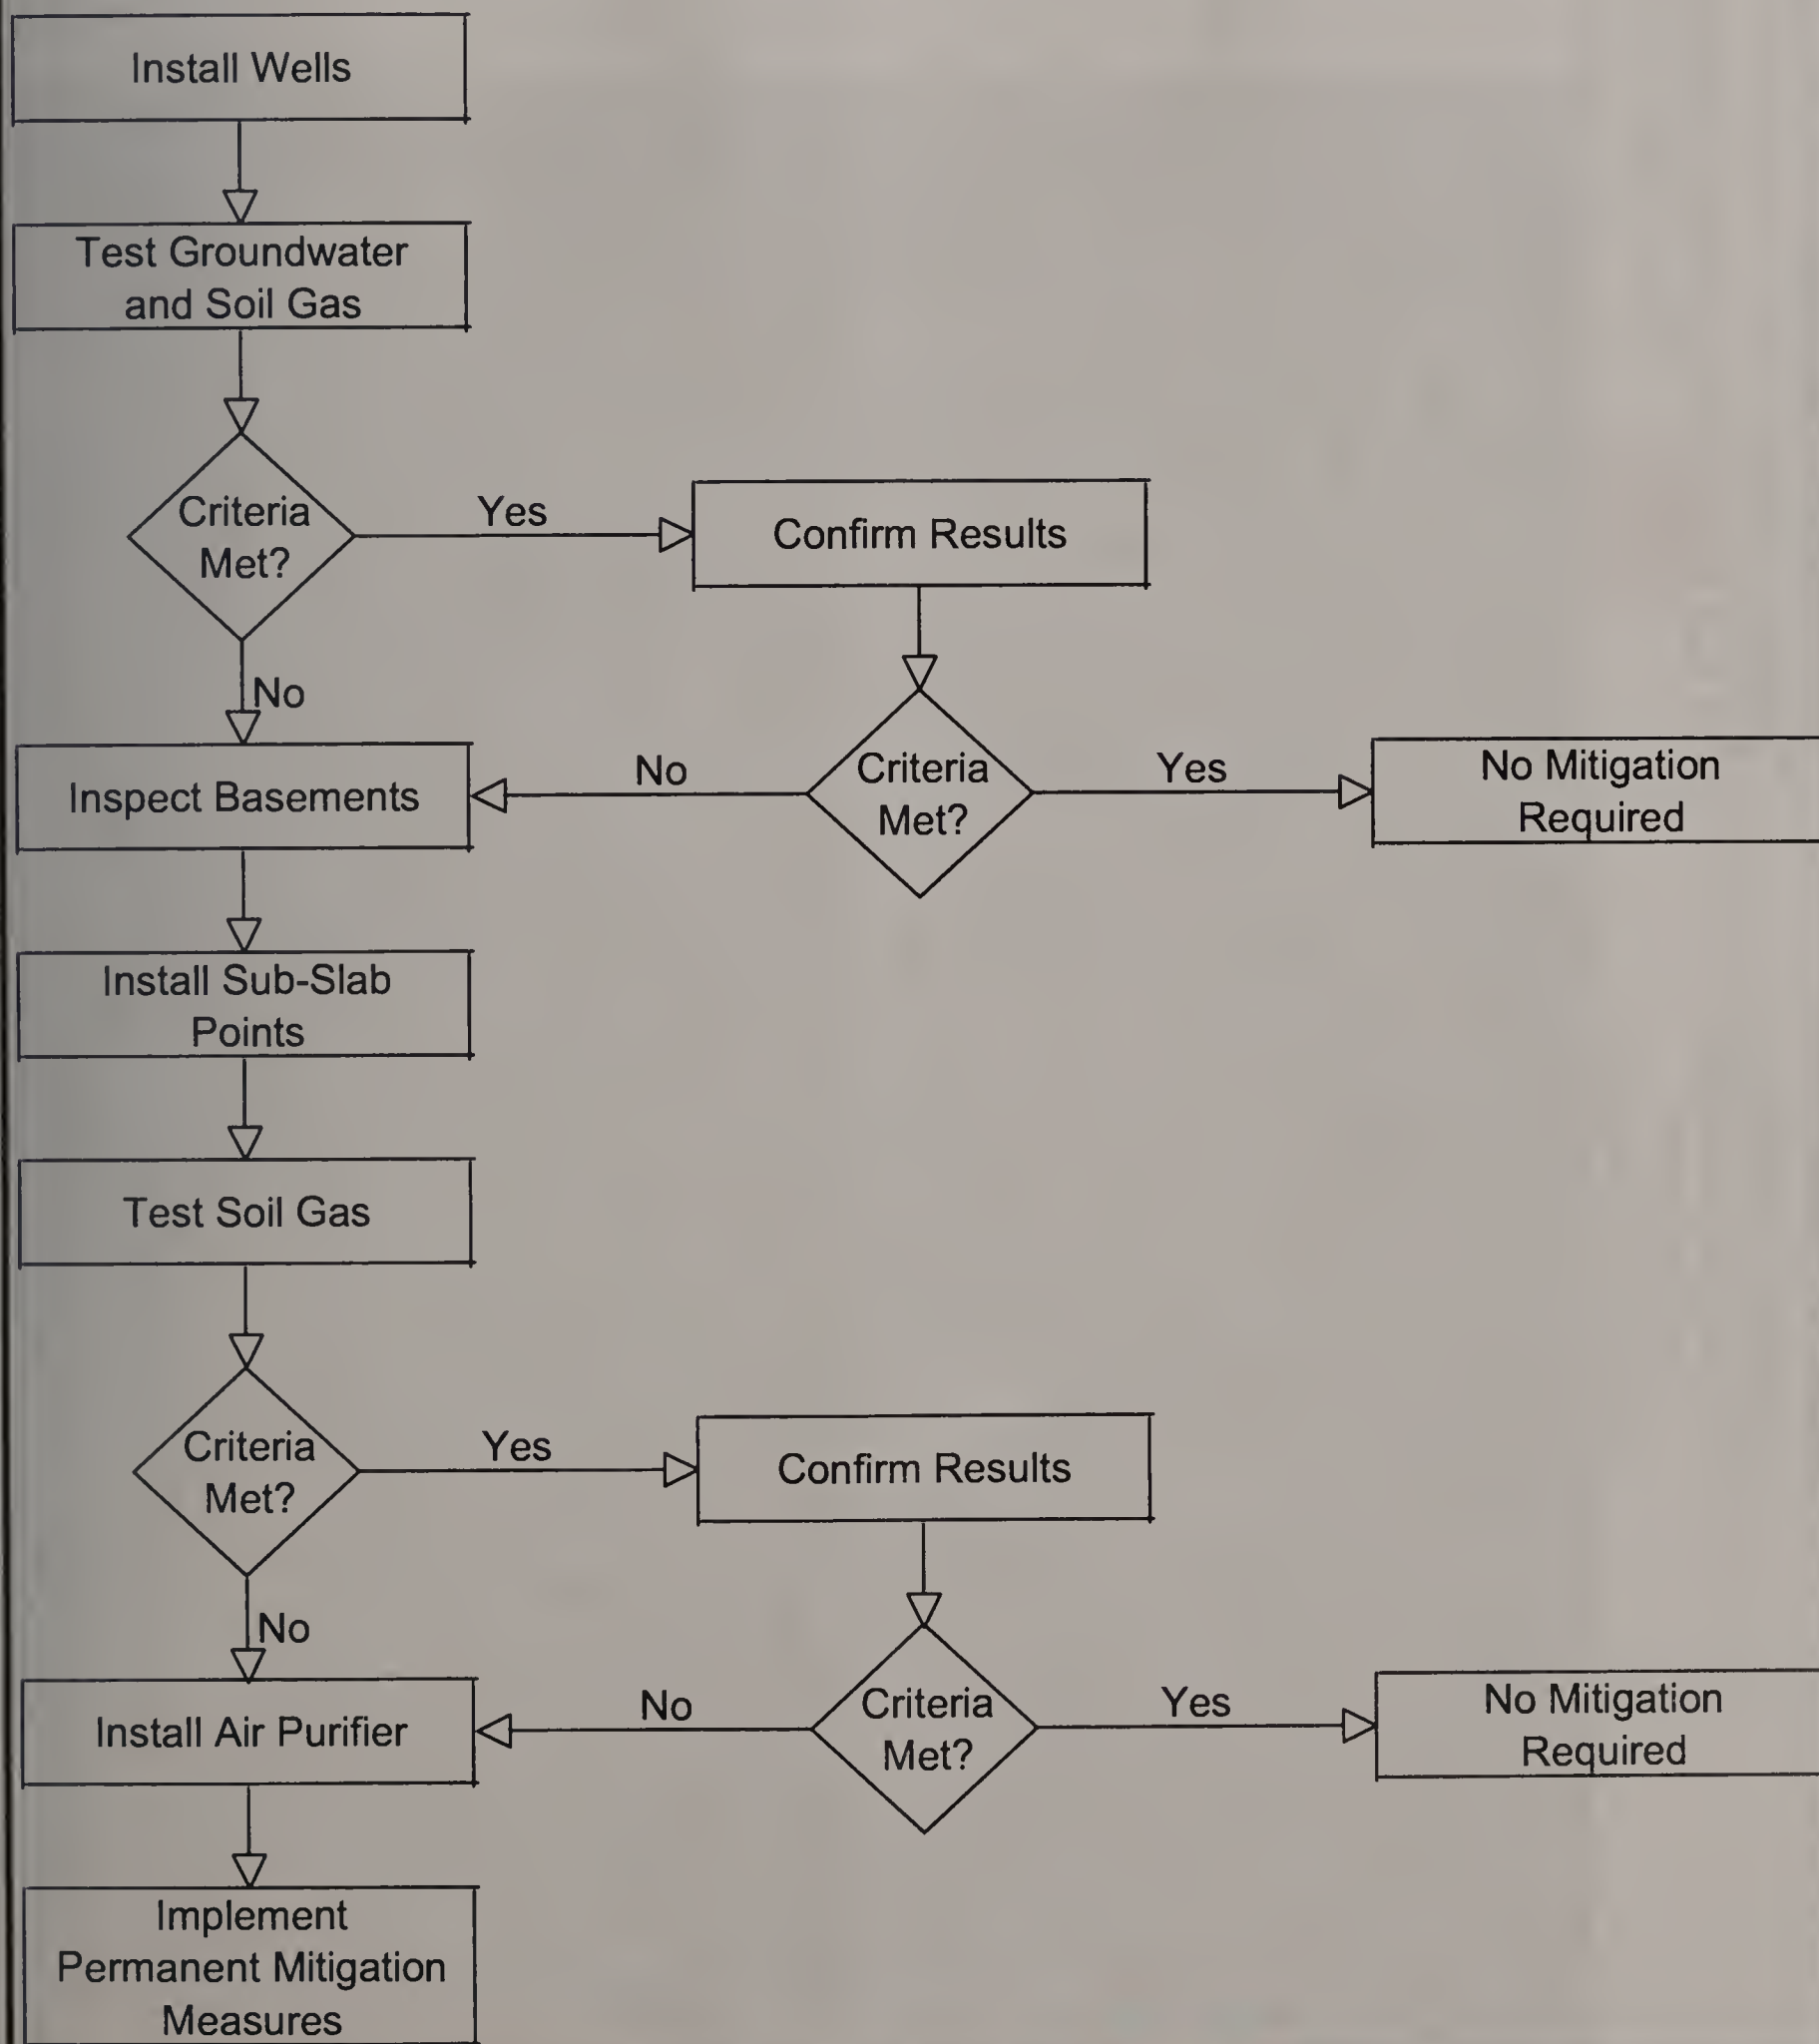 Install Wells
Test Groundwater
and Soil Gas
Criteria
Met?
Yes
Confirm Results
No
Inspect Basements
No
Criteria
Met?
Yes
No Mitigation
Required
Install Sub-Slab
Points
Test Soil Gas
Criteria
Met?
Yes
Confirm Results
No
Install Air Purifier
No
Criteria
Met?
Yes
No Mitigation
Required
Implement
Permanent Mitigation
Measures